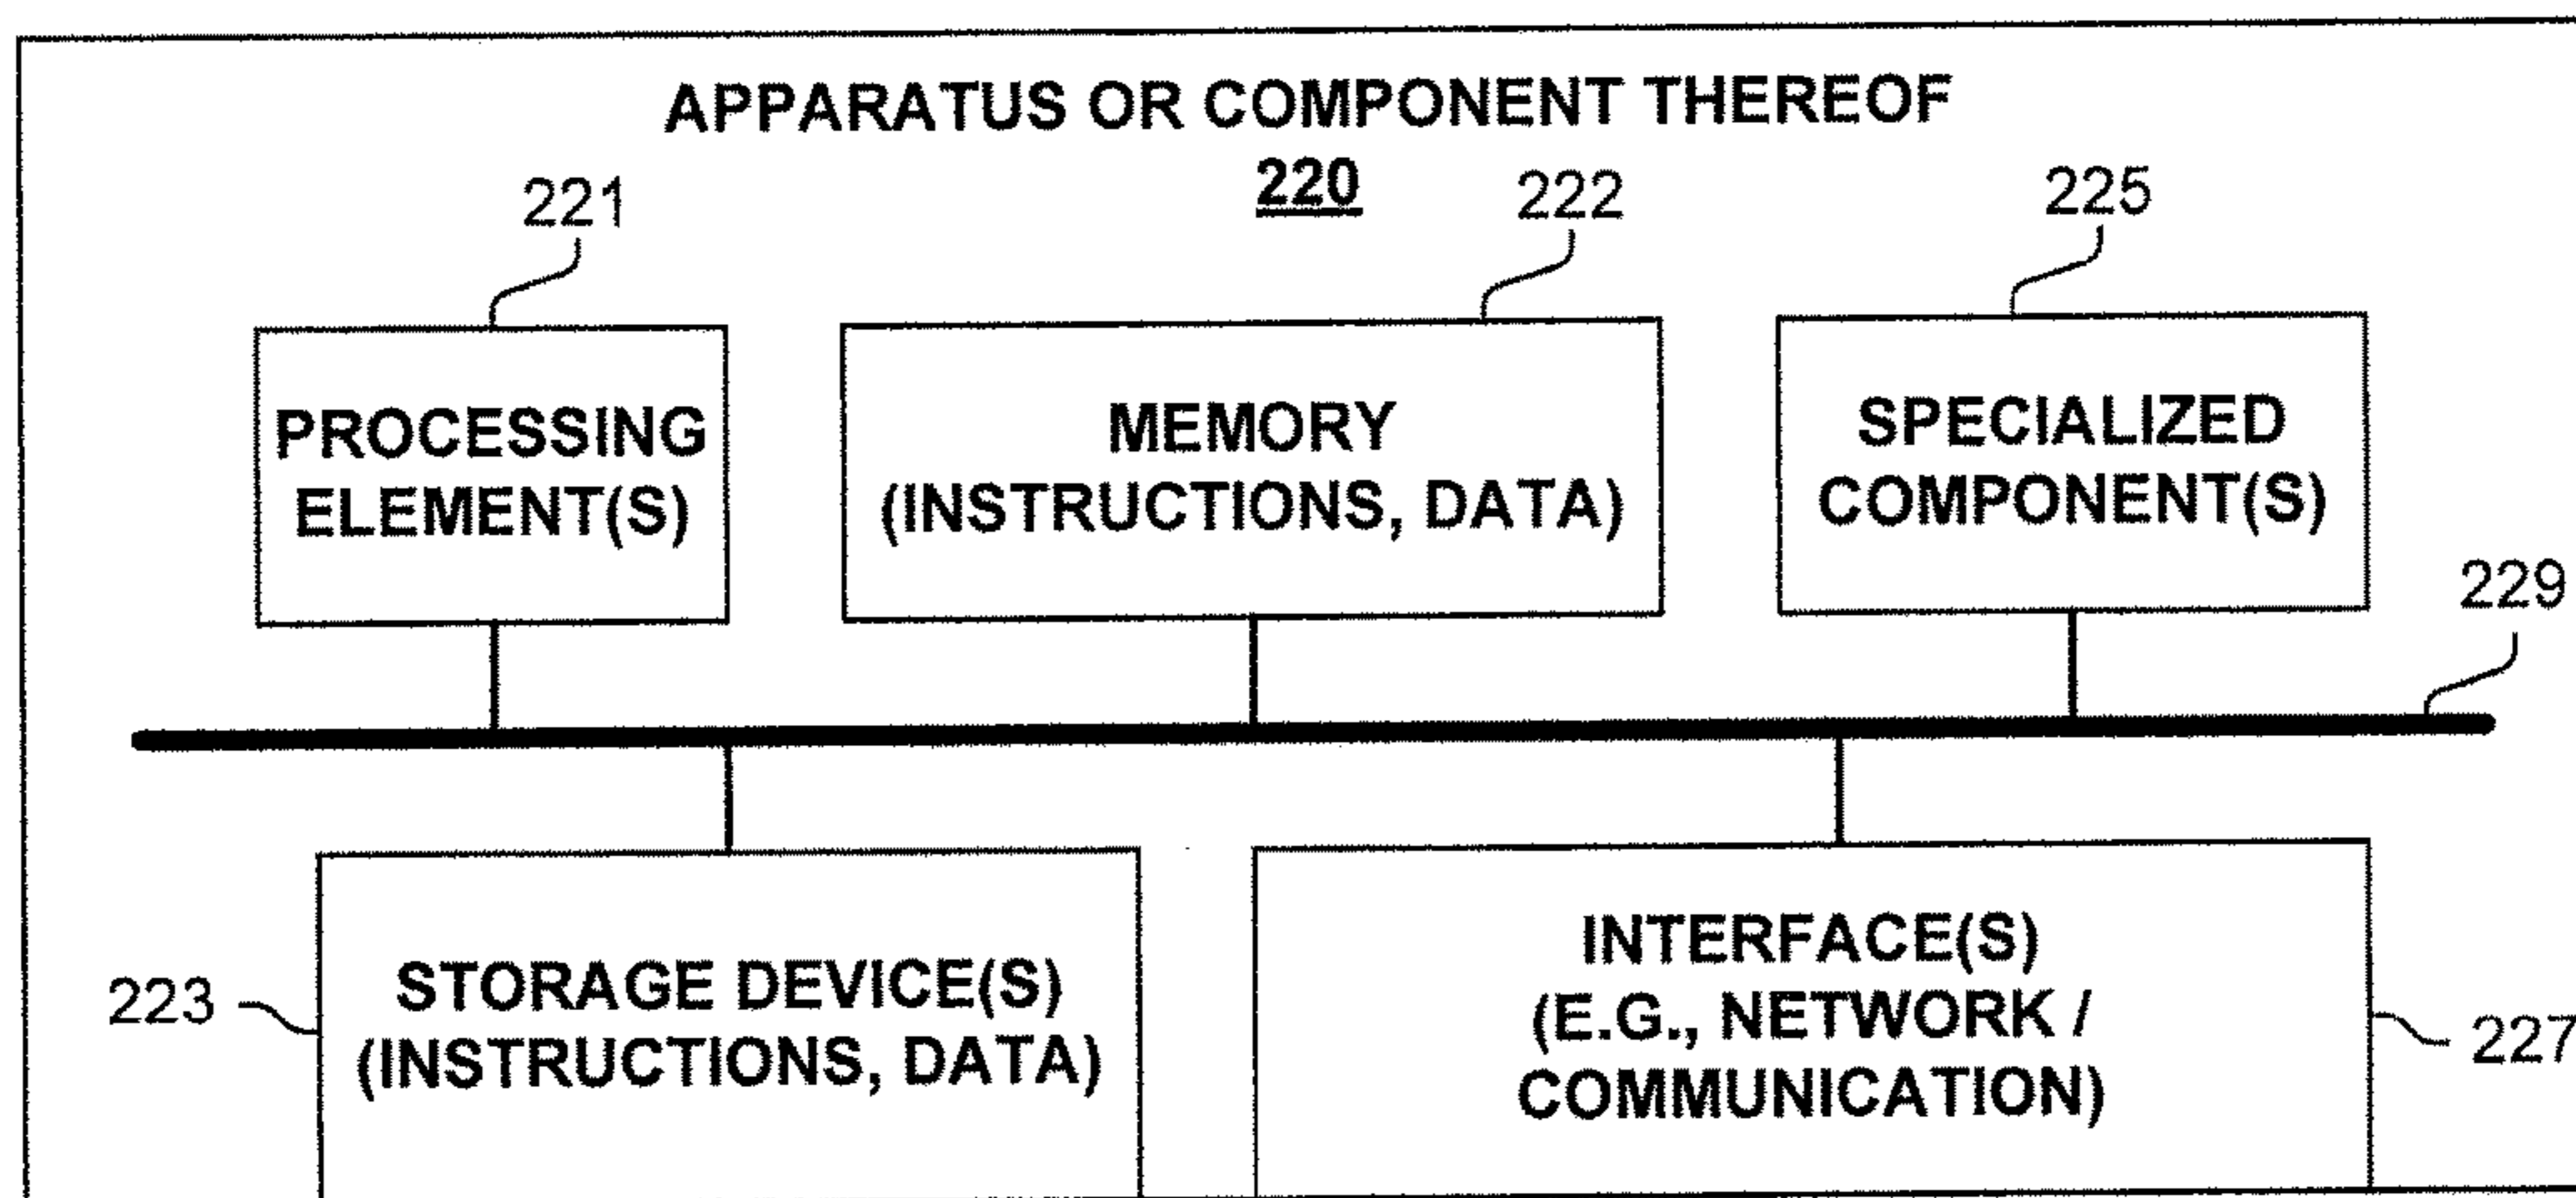 APPARATUS OR COMPONENT THEREOF
220
221
222
225
PROCESSING
ELEMENT(S)
MEMORY
(INSTRUCTIONS, DATA)
SPECIALIZED
COMPONENT(S)
229
223
STORAGE DEVICE(S)
(INSTRUCTIONS, DATA)
INTERFACE(S)
(E.G., NETWORK /
COMMUNICATION)
227